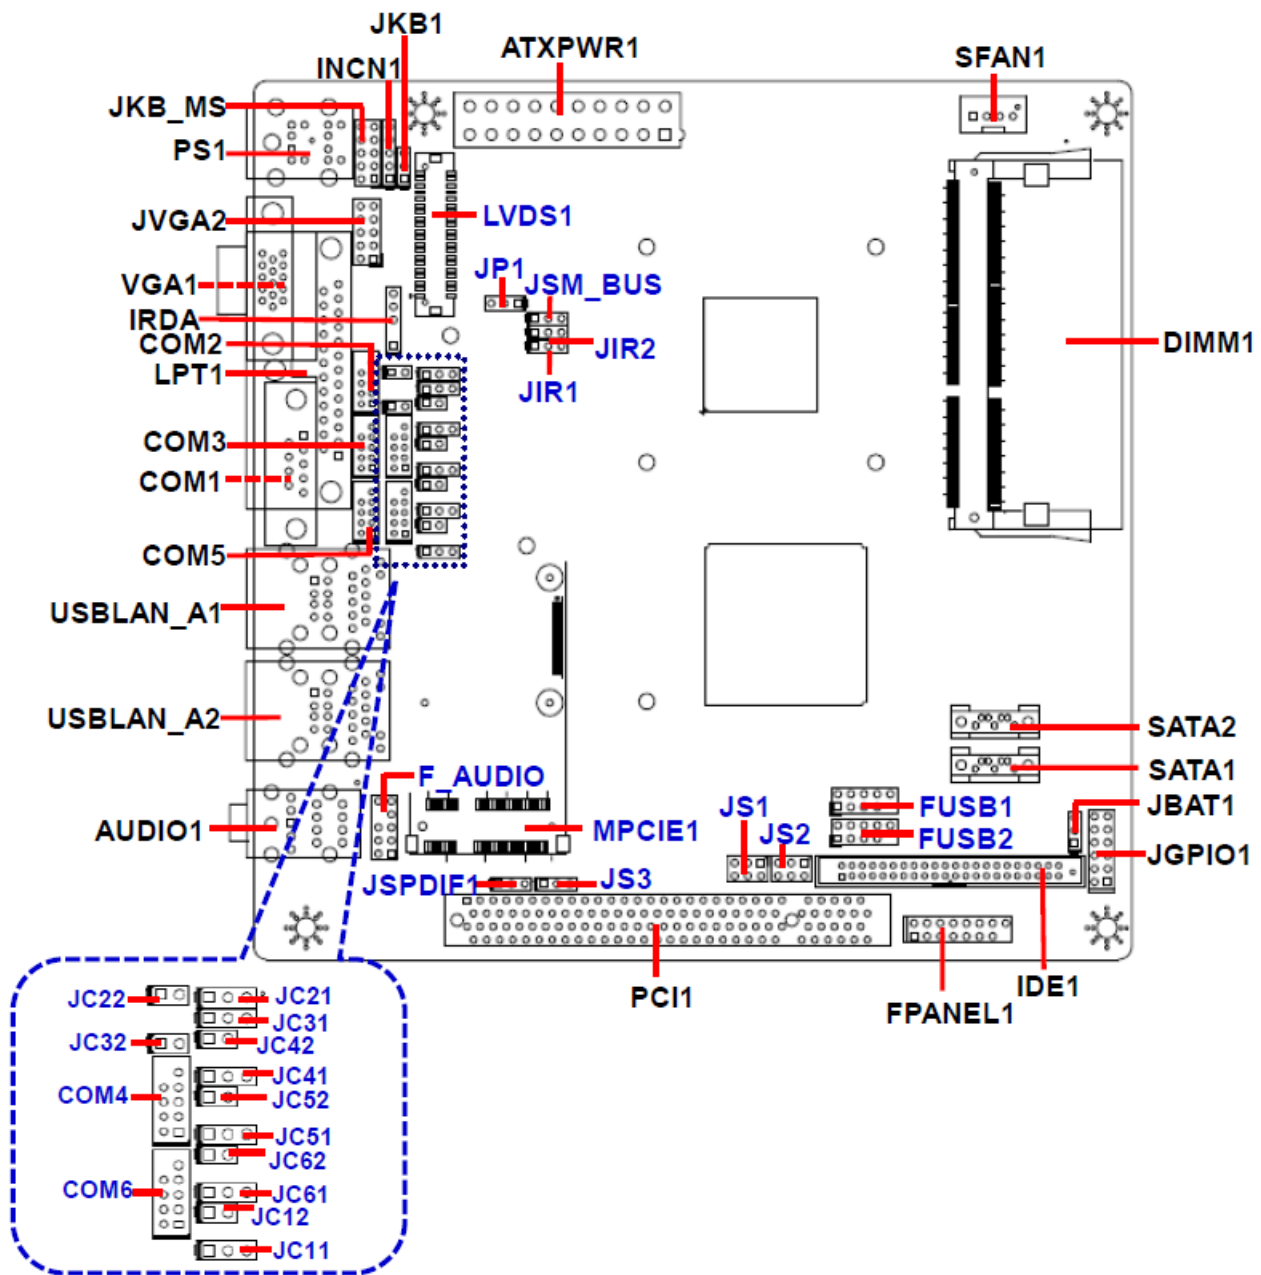 JKB1
ATXPWR1
SFAN1
INCN1
JKB_MS
PS1
JVGA2
LVDS1
VGA1
JP1
JSM_BUS
IRDA
COM2
JIR2
DIMM1
LPT1
JIR1
COM3
COM1
COM5
USBLAN_A1
USBLAN_A2
SATA2
SATA1
F_AUDIO
JS1
FUSB1
JBAT1
AUDIO1
MPCIE1
JS2
FUSB2
JGPIO1
JSPDIF1
JS3
PCI1
IDE1
FPANEL1
JC22
JC21
JC31
JC32
JC42
JC41
COM4
JC52
JC51
JC62
COM6
JC61
JC12
JC11